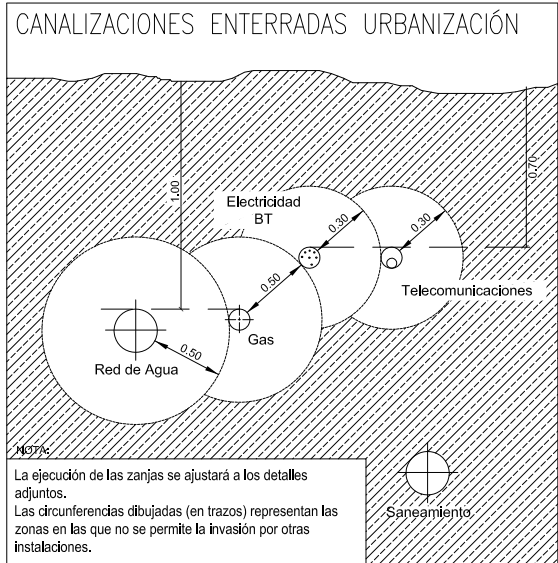 CANALIZACIONES ENTERRADAS URBANIZACIÓN
1.00
0.70
Electricidad
BT
0.30
0.30
0.50
Telecomunicaciones
Gas
Red de Agua
0.50
NOTA:
La ejecución de las zanjas se ajustará a los detalles
adjuntos.
Las circunferencias dibujadas (en trazos) representan las
zonas en las que no se permite la invasión por otras
instalaciones.
Saneamiento